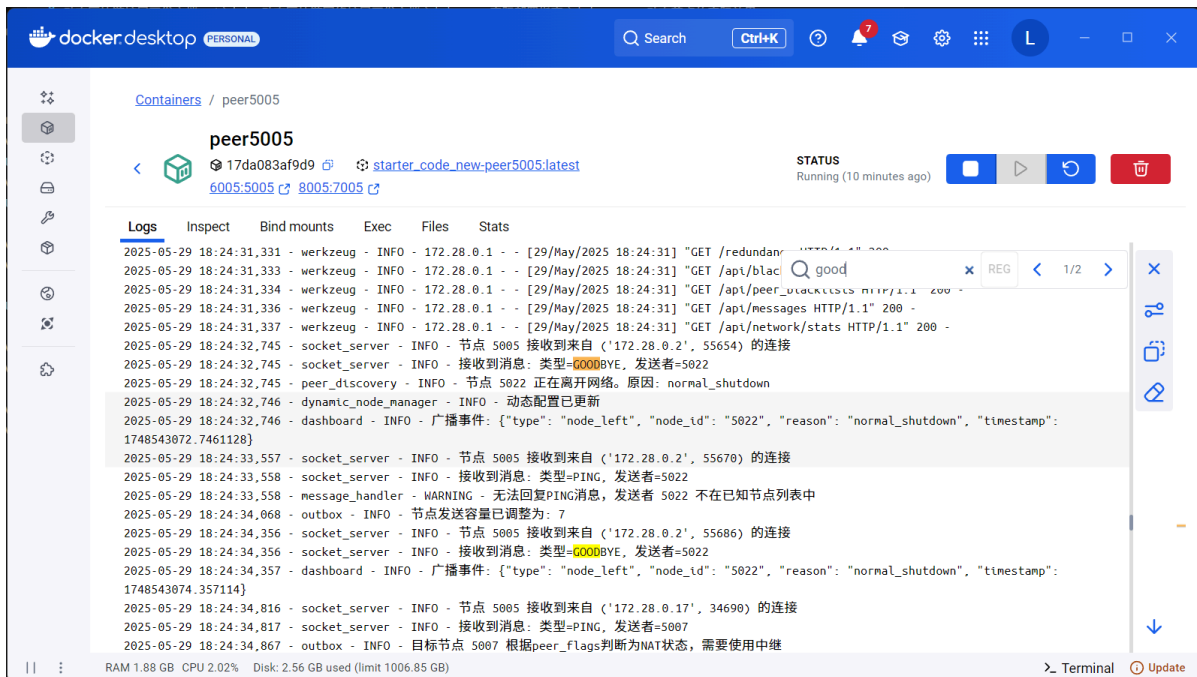 docker desktop PERSONAL
Search Ctrl+K 7 L
Containers / peer5005
peer5005
17da083af9d9 starter_code_new-peer5005:latest
6005:5005 8005:7005
STATUS
Running (10 minutes ago)
Logs Inspect Bind mounts Exec Files Stats
good REG 1/2
2025-05-29 18:24:31,331 - werkzeug - INFO - 172.28.0.1 - - [29/May/2025 18:24:31] "GET /redundan
2025-05-29 18:24:31,333 - werkzeug - INFO - 172.28.0.1 - - [29/May/2025 18:24:31] "GET /api/blac
2025-05-29 18:24:31,334 - werkzeug - INFO - 172.28.0.1 - - [29/May/2025 18:24:31] "GET /api/peer_blacklists HTTP/1.1" 200 -
2025-05-29 18:24:31,336 - werkzeug - INFO - 172.28.0.1 - - [29/May/2025 18:24:31] "GET /api/messages HTTP/1.1" 200 -
2025-05-29 18:24:31,337 - werkzeug - INFO - 172.28.0.1 - - [29/May/2025 18:24:31] "GET /api/network/stats HTTP/1.1" 200 -
2025-05-29 18:24:32,745 - socket_server - INFO - 节点 5005 接收到来自 ('172.28.0.2', 55654) 的连接
2025-05-29 18:24:32,745 - socket_server - INFO - 接收到消息: 类型=GOODBYE, 发送者=5022
2025-05-29 18:24:32,745 - peer_discovery - INFO - 节点 5022 正在离开网络。原因: normal_shutdown
2025-05-29 18:24:32,746 - dynamic_node_manager - INFO - 动态配置已更新
2025-05-29 18:24:32,746 - dashboard - INFO - 广播事件: {"type": "node_left", "node_id": "5022", "reason": "normal_shutdown", "timestamp":
1748543072.7461128}
2025-05-29 18:24:33,557 - socket_server - INFO - 节点 5005 接收到来自 ('172.28.0.2', 55670) 的连接
2025-05-29 18:24:33,558 - socket_server - INFO - 接收到消息: 类型=PING, 发送者=5022
2025-05-29 18:24:33,558 - message_handler - WARNING - 无法回复PING消息，发送者 5022 不在已知节点列表中
2025-05-29 18:24:34,068 - outbox - INFO - 节点发送容量已调整为: 7
2025-05-29 18:24:34,356 - socket_server - INFO - 节点 5005 接收到来自 ('172.28.0.2', 55686) 的连接
2025-05-29 18:24:34,356 - socket_server - INFO - 接收到消息: 类型=GOODBYE, 发送者=5022
2025-05-29 18:24:34,357 - dashboard - INFO - 广播事件: {"type": "node_left", "node_id": "5022", "reason": "normal_shutdown", "timestamp":
1748543074.357114}
2025-05-29 18:24:34,816 - socket_server - INFO - 节点 5005 接收到来自 ('172.28.0.17', 34690) 的连接
2025-05-29 18:24:34,817 - socket_server - INFO - 接收到消息: 类型=PING, 发送者=5007
2025-05-29 18:24:34,867 - outbox - INFO - 目标节点 5007 根据peer_flags判断为NAT状态，需要使用中继
RAM 1.88 GB CPU 2.02% Disk: 2.56 GB used (limit 1006.85 GB)
Terminal Update